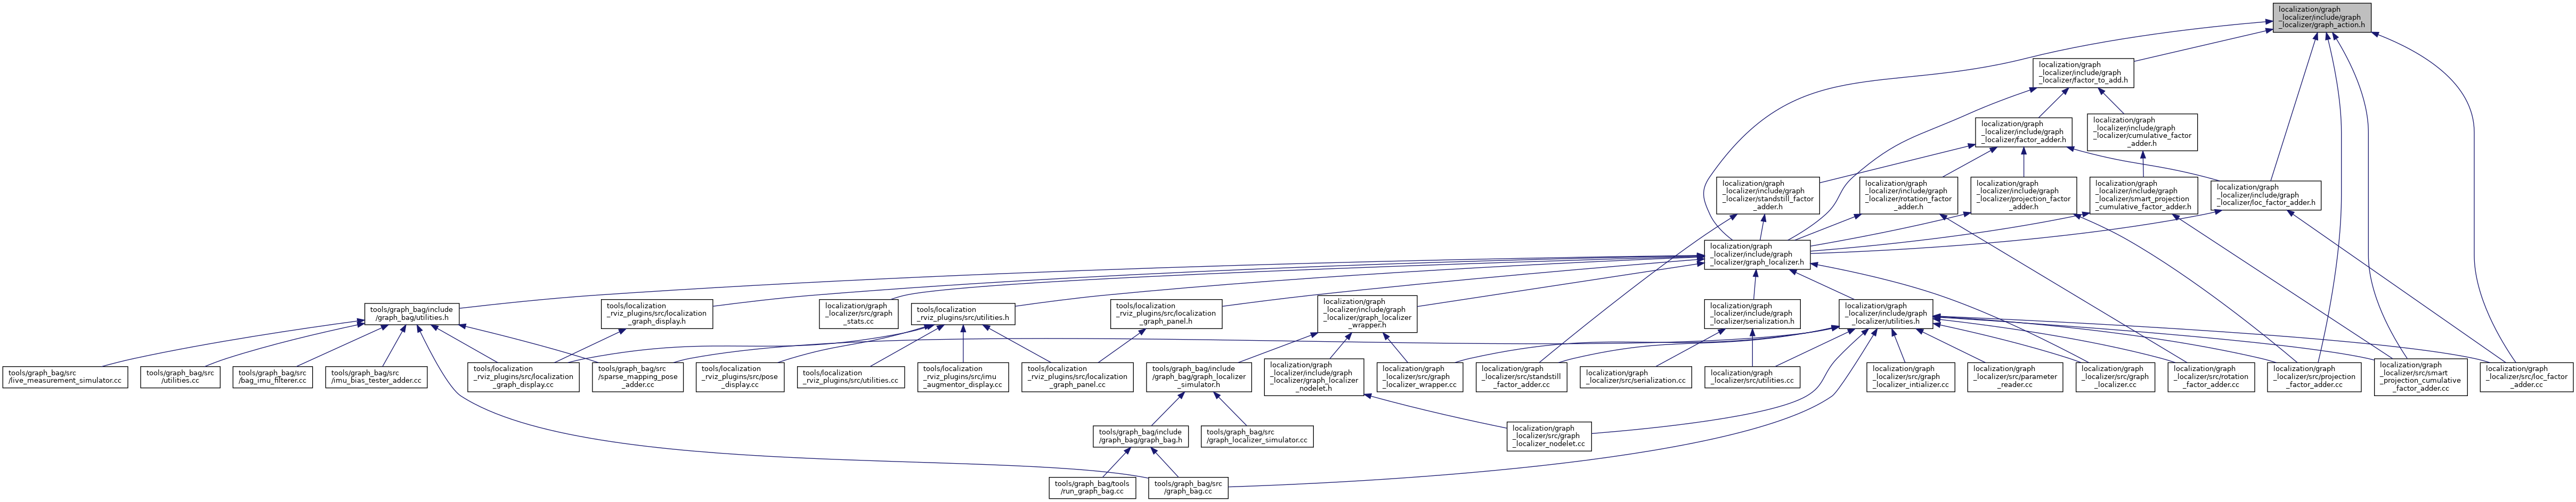 localization/graph
_localizer/include/graph
_localizer/graph_action.h
localization/graph
_localizer/include/graph
_localizer/factor_to_add.h
localization/graph
_localizer/include/graph
_localizer/factor_adder.h
localization/graph
_localizer/include/graph
_localizer/cumulative_factor
_adder.h
localization/graph
_localizer/include/graph
_localizer/standstill_factor
_adder.h
localization/graph
_localizer/include/graph
_localizer/rotation_factor
_adder.h
localization/graph
_localizer/include/graph
_localizer/projection_factor
_adder.h
localization/graph
_localizer/include/graph
_localizer/smart_projection
_cumulative_factor_adder.h
localization/graph
_localizer/include/graph
_localizer/loc_factor_adder.h
localization/graph
_localizer/include/graph
_localizer/graph_localizer.h
tools/graph_bag/include
/graph_bag/utilities.h
tools/localization
_rviz_plugins/src/localization
_graph_display.h
localization/graph
_localizer/src/graph
_stats.cc
tools/localization
_rviz_plugins/src/utilities.h
tools/localization
_rviz_plugins/src/localization
_graph_panel.h
localization/graph
_localizer/include/graph
_localizer/graph_localizer
_wrapper.h
localization/graph
_localizer/include/graph
_localizer/serialization.h
localization/graph
_localizer/include/graph
_localizer/utilities.h
tools/graph_bag/src
/live_measurement_simulator.cc
tools/graph_bag/src
/utilities.cc
tools/graph_bag/src
/bag_imu_filterer.cc
tools/graph_bag/src
/imu_bias_tester_adder.cc
tools/localization
_rviz_plugins/src/localization
_graph_display.cc
tools/graph_bag/src
/sparse_mapping_pose
_adder.cc
tools/localization
_rviz_plugins/src/pose
_display.cc
tools/localization
_rviz_plugins/src/utilities.cc
tools/localization
_rviz_plugins/src/imu
_augmentor_display.cc
tools/localization
_rviz_plugins/src/localization
_graph_panel.cc
tools/graph_bag/include
/graph_bag/graph_localizer
_simulator.h
localization/graph
_localizer/include/graph
_localizer/graph_localizer
_nodelet.h
localization/graph
_localizer/src/graph
_localizer_wrapper.cc
localization/graph
_localizer/src/standstill
_factor_adder.cc
localization/graph
_localizer/src/serialization.cc
localization/graph
_localizer/src/utilities.cc
localization/graph
_localizer/src/graph
_localizer_intializer.cc
localization/graph
_localizer/src/parameter
_reader.cc
localization/graph
_localizer/src/graph
_localizer.cc
localization/graph
_localizer/src/rotation
_factor_adder.cc
localization/graph
_localizer/src/projection
_factor_adder.cc
localization/graph
_localizer/src/smart
_projection_cumulative
_factor_adder.cc
localization/graph
_localizer/src/loc_factor
_adder.cc
tools/graph_bag/include
/graph_bag/graph_bag.h
tools/graph_bag/src
/graph_localizer_simulator.cc
localization/graph
_localizer/src/graph
_localizer_nodelet.cc
tools/graph_bag/tools
/run_graph_bag.cc
tools/graph_bag/src
/graph_bag.cc